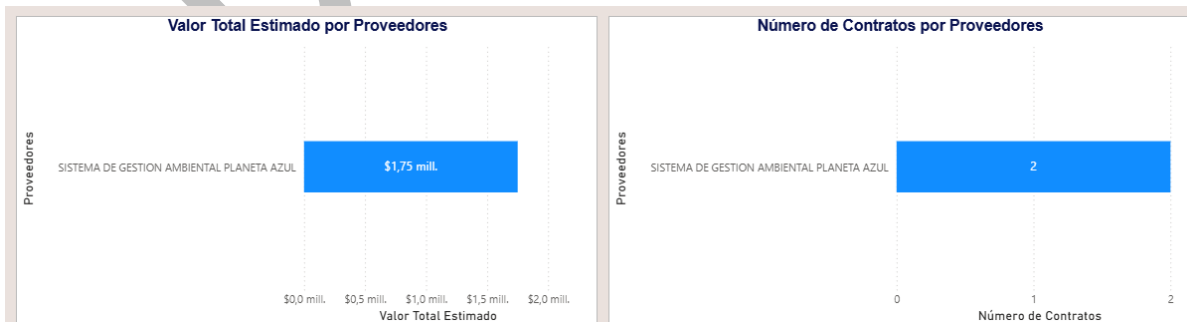 Valor Total Estimado por Proveedores
Proveedores
SISTEMA DE GESTION AMBIENTAL PLANETA AZUL
$1,75 mill.
$0,0 mill.
$0,5 mill.
$1,0 mill.
$1,5 mill.
$2,0 mill.
Valor Total Estimado
Número de Contratos por Proveedores
Proveedores
SISTEMA DE GESTION AMBIENTAL PLANETA AZUL
2
0
1
2
Número de Contratos